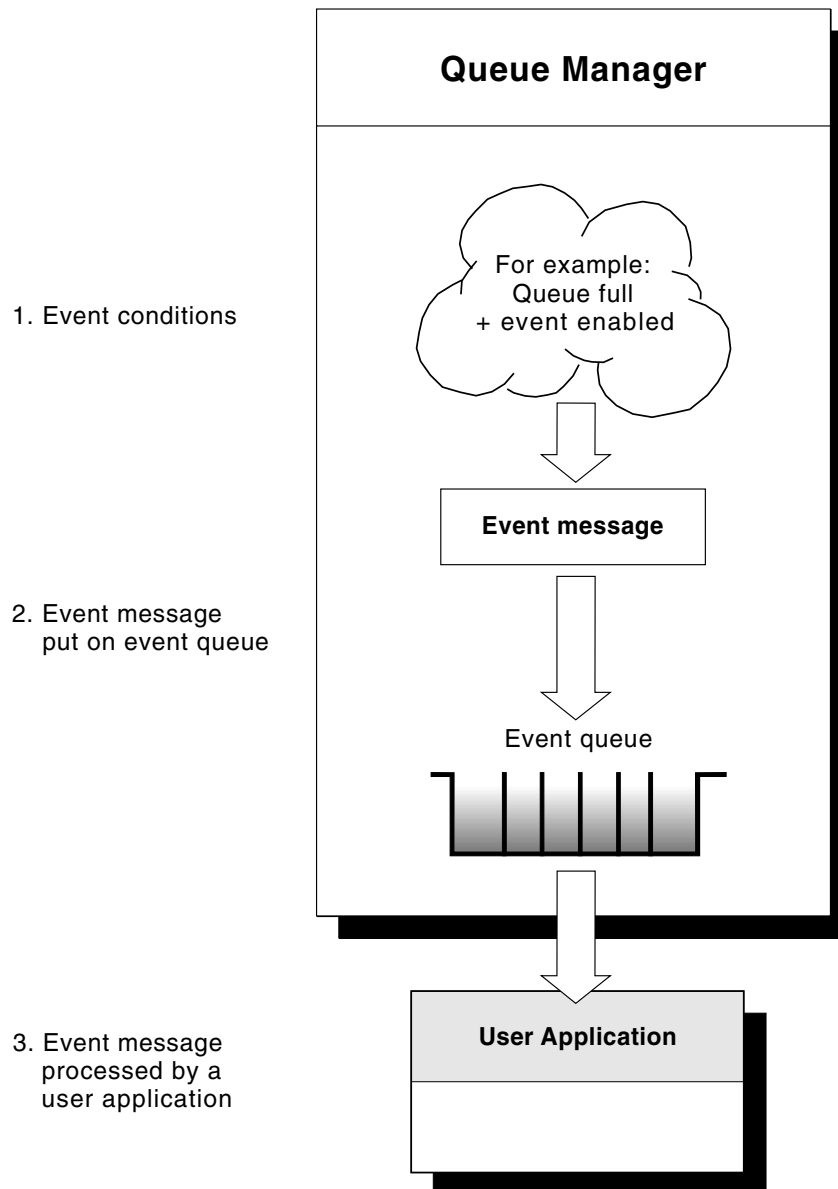 Queue Manager
For example:
Queue full
+ event enabled
1. Event conditions
Event message
2. Event message
put on event queue
Event queue
User Application
3. Event message
processed by a
user application